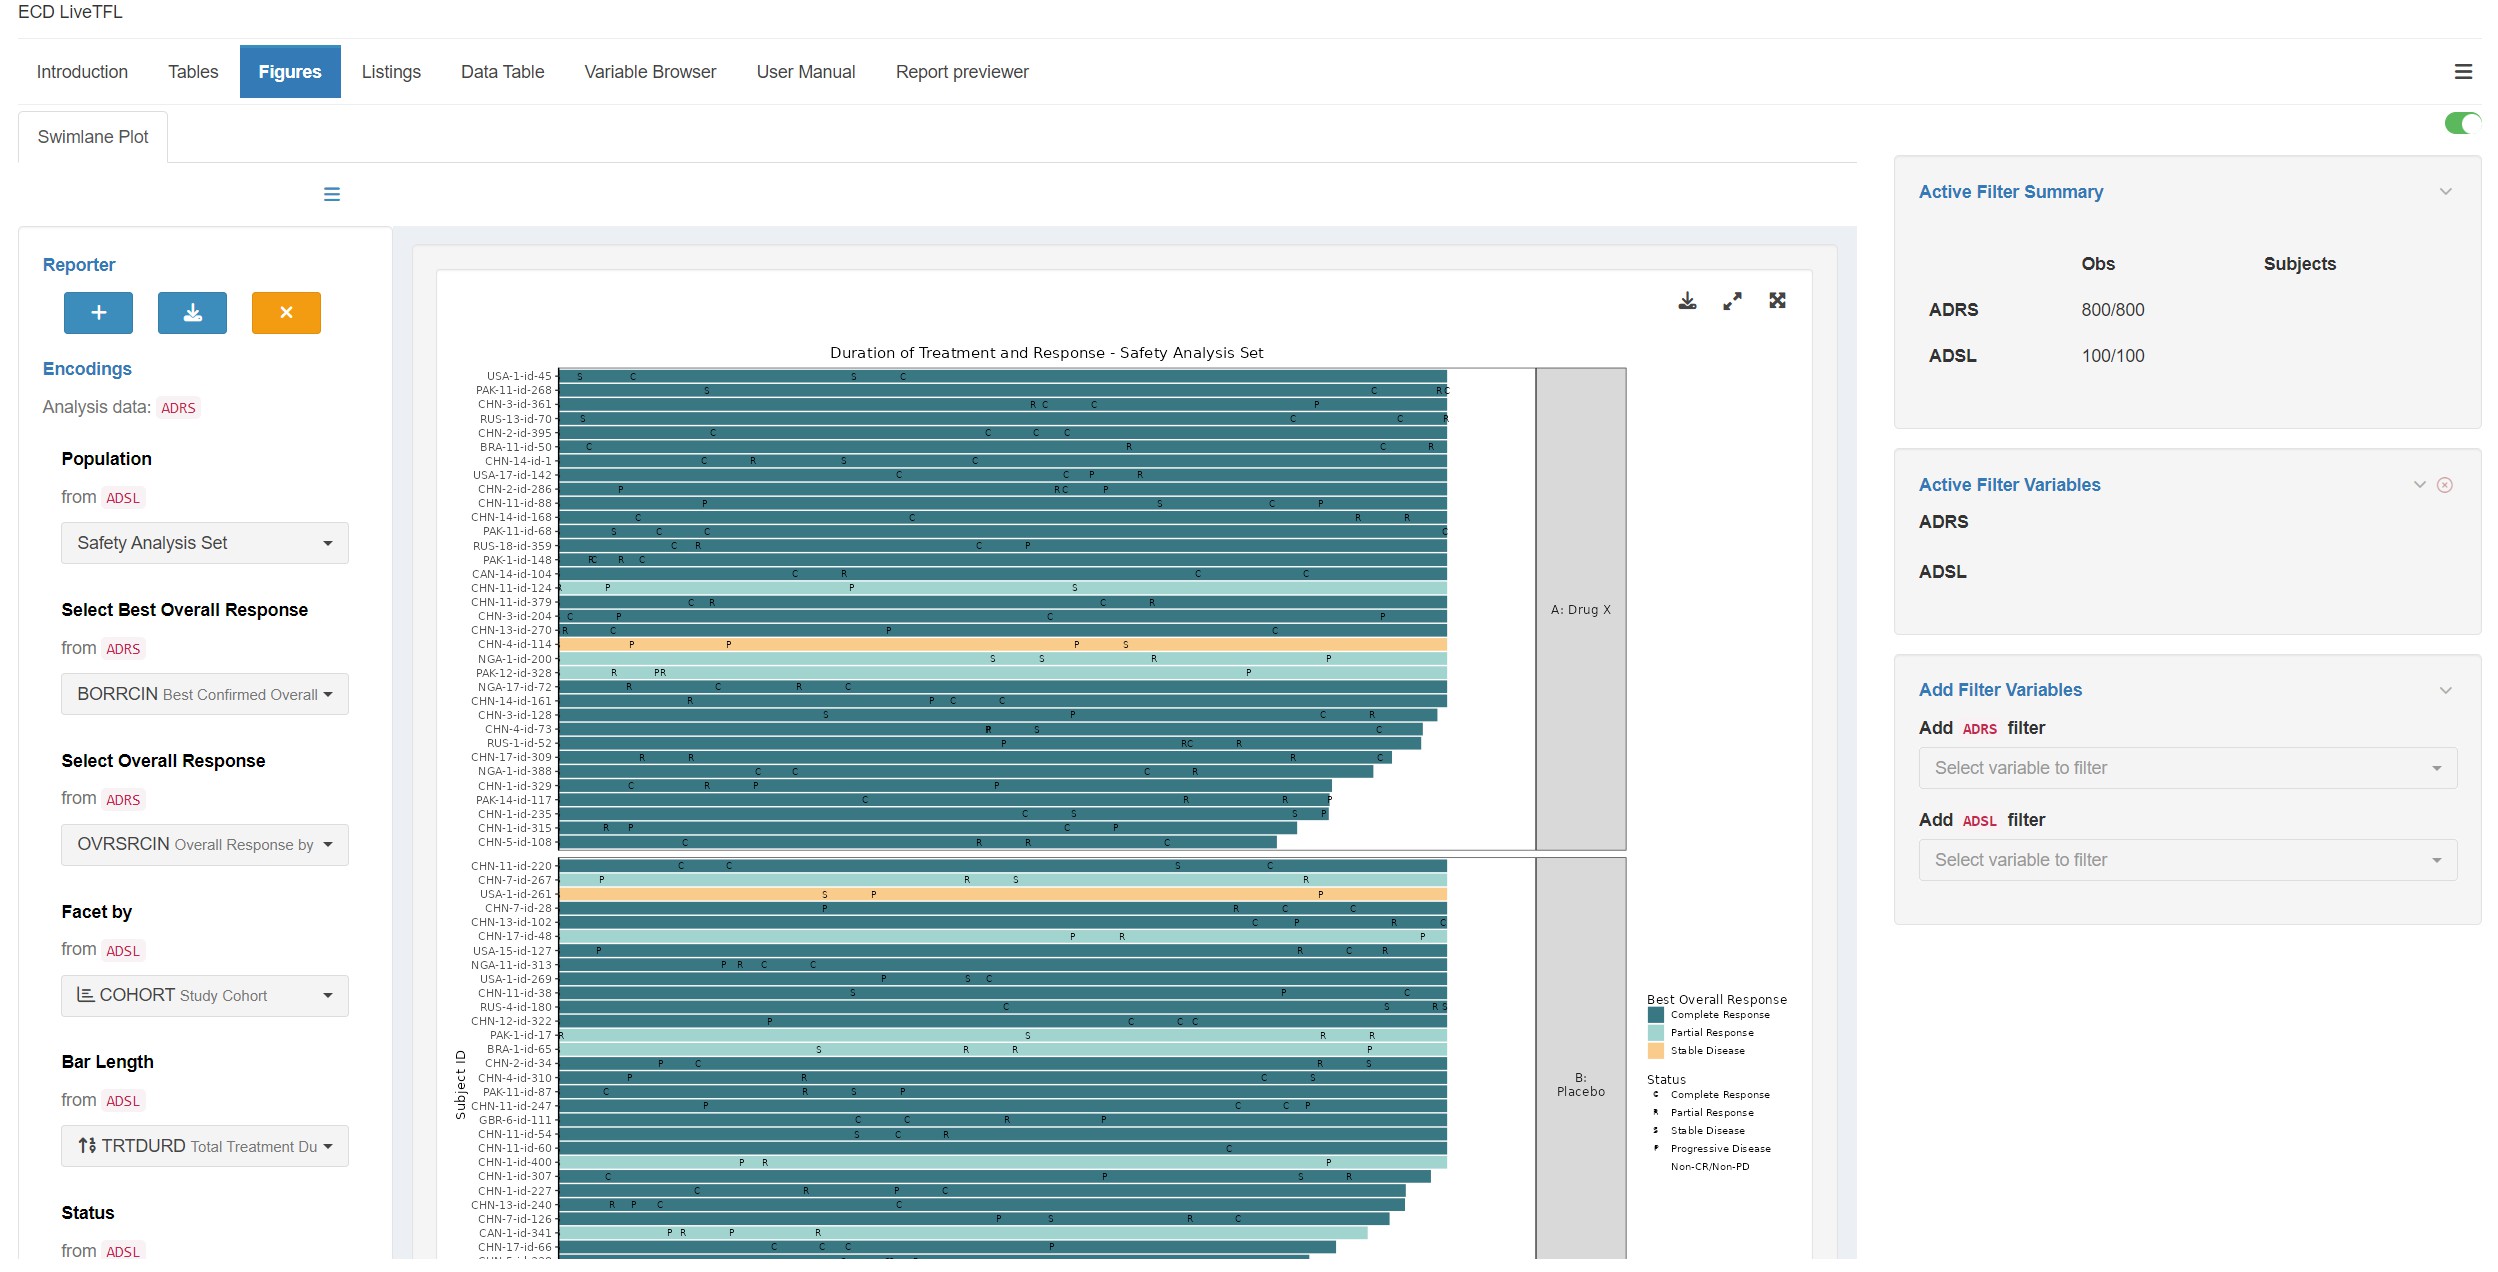 ECD LiveTFL
Introduction Tables Figures Listings Data Table Variable Browser User Manual Report previewer
Swimlane Plot
Reporter
Encodings
Analysis data: ADRS
Population
from ADSL
Safety Analysis Set
Select Best Overall Response
from ADRS
BORRCIN Best Confirmed Overall
Select Overall Response
from ADRS
OVRSRCIN Overall Response by
Facet by
from ADSL
COHORT Study Cohort
Bar Length
from ADSL
TRTDURD Total Treatment Du
Status
from ADSL
Duration of Treatment and Response - Safety Analysis Set
USA-1-id-45 S C S C
PAK-11-id-268 S C R C
CHN-3-id-361 R C C P
RUS-13-id-70 S C C R
CHN-2-id-395 C C C C
BRA-11-id-50 C R C R
CHN-14-id-1 C R S C
USA-17-id-142 C C P R
CHN-2-id-286 P R C P
CHN-11-id-88 P S C P
CHN-14-id-168 C C R R
PAK-11-id-68 S C C C
RUS-18-id-359 C R C P
PAK-1-id-148 C R C
CAN-14-id-104 C R C C
CHN-11-id-124 R P P S
CHN-11-id-379 C R C R
CHN-3-id-204 C P C P
CHN-13-id-270 R C P C
CHN-4-id-114 P P P S
NGA-1-id-200 S S R P
PAK-12-id-328 R P R P
NGA-17-id-72 R C R C
CHN-14-id-161 R P C C
CHN-3-id-128 S P C R
CHN-4-id-73 S C
RUS-1-id-52 P R C R
CHN-17-id-309 R R R C
NGA-1-id-388 C C C R
CHN-1-id-329 C R P P
PAK-14-id-117 C R R P
CHN-1-id-235 C S S P
CHN-1-id-315 R P C P
CHN-5-id-108 C R R C
A: Drug X
CHN-11-id-220 C C S C
CHN-7-id-267 P R S R
USA-1-id-261 S P P
CHN-7-id-28 P R C C
CHN-13-id-102 C P R C
CHN-17-id-48 P R P
USA-15-id-127 P R C R
NGA-11-id-313 P R C C
USA-1-id-269 P S C
CHN-11-id-38 S P C
RUS-4-id-180 C S R S
CHN-12-id-322 P C C C
PAK-1-id-17 R S R R
BRA-1-id-65 S R R P
CHN-2-id-34 P C R S
CHN-4-id-310 P R C S
PAK-11-id-87 C R S P
CHN-11-id-247 P C C P
GBR-6-id-111 C C R P
CHN-11-id-54 S C R
CHN-11-id-60 C
CHN-1-id-400 P R P
CHN-1-id-307 C P S R
CHN-1-id-227 C R P C
CHN-13-id-240 R P C C
CHN-7-id-126 P S R C
CAN-1-id-341 P R P R
CHN-17-id-66 C C C P
B:
Placebo
Subject ID
Best Overall Response
Complete Response
Partial Response
Stable Disease
Status
C Complete Response
R Partial Response
S Stable Disease
P Progressive Disease
Non-CR/Non-PD
Active Filter Summary
Obs Subjects
ADRS 800/800
ADSL 100/100
Active Filter Variables
ADRS
ADSL
Add Filter Variables
Add ADRS filter
Select variable to filter
Add ADSL filter
Select variable to filter